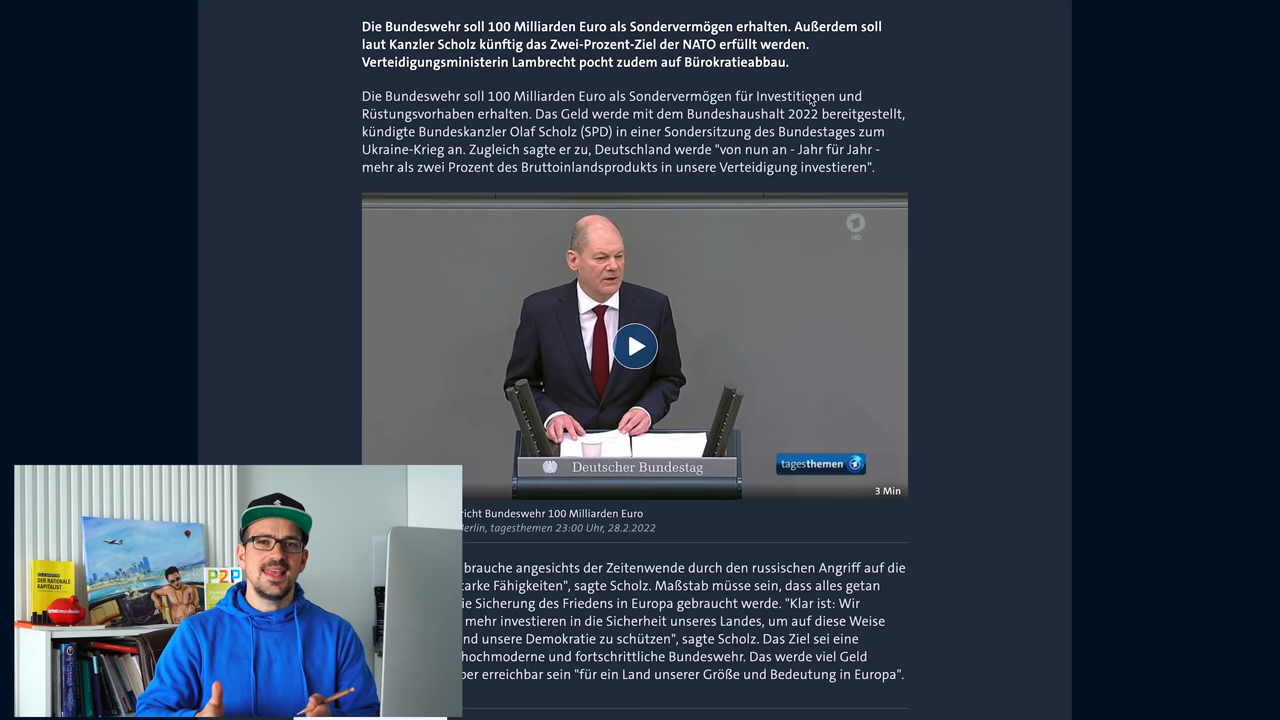 Die Bundeswehr soll 100 Milliarden Euro als Sondervermögen erhalten. Außerdem soll
laut Kanzler Scholz künftig das Zwei-Prozent-Ziel der NATO erfüllt werden.
Verteidigungsministerin Lambrecht pocht zudem auf Bürokratieabbau.
Die Bundeswehr soll 100 Milliarden Euro als Sondervermögen für Investitionen und
Rüstungsvorhaben erhalten. Das Geld werde mit dem Bundeshaushalt 2022 bereitgestellt,
kündigte Bundeskanzler Olaf Scholz (SPD) in einer Sondersitzung des Bundestages zum
Ukraine-Krieg an. Zugleich sagte er zu, Deutschland werde "von nun an - Jahr für Jahr -
mehr als zwei Prozent des Bruttoinlandsprodukts in unsere Verteidigung investieren".
HD
Deutscher Bundestag
tagesthemen
3 Min
richt Bundeswehr 100 Milliarden Euro
erlin, tagesthemen 23:00 Uhr, 28.2.2022
brauche angesichts der Zeitenwende durch den russischen Angriff auf die
arke Fähigkeiten", sagte Scholz. Maßstab müsse sein, dass alles getan
ie Sicherung des Friedens in Europa gebraucht werde. "Klar ist: Wir
mehr investieren in die Sicherheit unseres Landes, um auf diese Weise
nd unsere Demokratie zu schützen", sagte Scholz. Das Ziel sei eine
hochmoderne und fortschrittliche Bundeswehr. Das werde viel Geld
ber erreichbar sein "für ein Land unserer Größe und Bedeutung in Europa".
DER RATIONALE
KAPITALIST
P2P